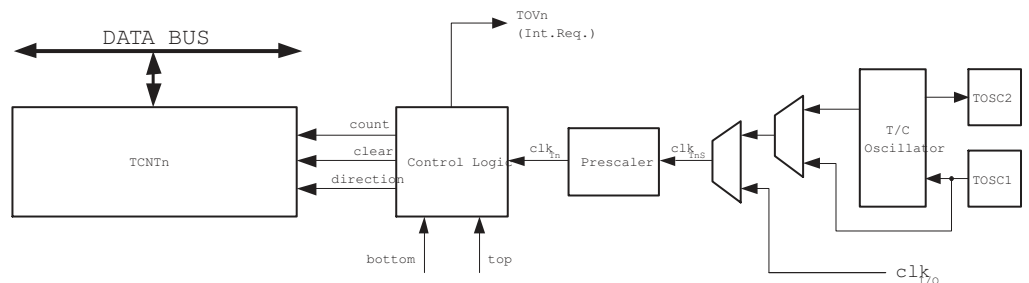 TOVn
(Int.Req.)
DATA BUS
TOSC2
count
T/C
Oscillator
clear
clkTn
clkTnS
TCNTn
Control Logic
Prescaler
direction
TOSC1
bottom
top
clkI/O